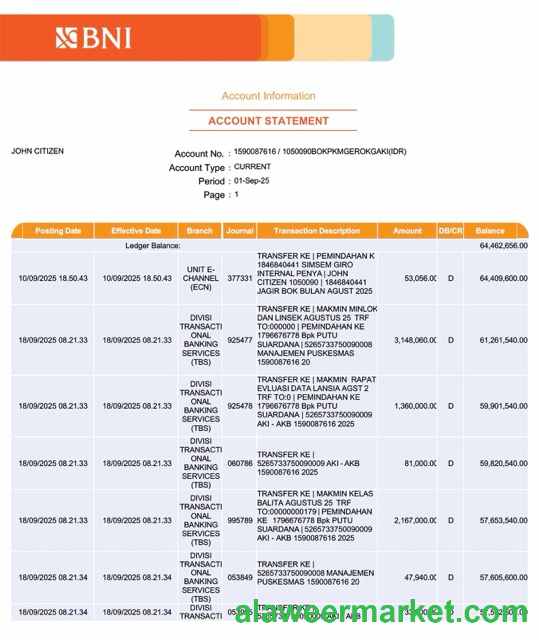 BNI
Account Information
ACCOUNT STATEMENT
JOHN CITIZEN
Account No. : 1590087616 / 1050090BOKPKMGEROKGAKI(IDR)
Account Type : CURRENT
Period : 01-Sep-25
Page : 1
Posting Date Effective Date Branch Journal Transaction Description Amount DB/CR Balance
Ledger Balance: 64,462,656.00
TRANSFER KE | PEMINDAHAN K
1846840441 SIMSEM GIRO
UNIT E- INTERNAL PENYA | JOHN
10/09/2025 18.50.43 10/09/2025 18.50.43 CHANNEL 377331 CITIZEN 1050090 | 1846840441 53,056.00 D 64,409,600.00
(ECN) JAGIR BOK BULAN AGUST 2025
TRANSFER KE | MAKMIN MINLOK
DIVISI DAN LINSEK AGUSTUS 25 TRF
TRANSACTI TO:000000 | PEMINDAHAN KE
18/09/2025 08.21.33 18/09/2025 08.21.33 ONAL 925477 1796676778 Bpk PUTU 3,148,060.00 D 61,261,540.00
BANKING SUARDANA | 5265733750090008
SERVICES MANAJEMEN PUSKESMAS
(TBS) 1590087616 20
DIVISI TRANSFER KE | MAKMIN RAPAT
TRANSACTI EVLUASI DATA LANSIA AGST 2
ONAL TRF TO:0 | PEMINDAHAN KE
18/09/2025 08.21.33 18/09/2025 08.21.33 BANKING 925478 1796676778 Bpk PUTU 1,360,000.00 D 59,901,540.00
SERVICES SUARDANA | 5265733750090009
(TBS) AKI - AKB 1590087616 2025
DIVISI
TRANSACTI TRANSFER KE |
18/09/2025 08.21.33 18/09/2025 08.21.33 ONAL 060786 5265733750090009 AKI - AKB 81,000.00 D 59,820,540.00
BANKING 1590087616 2025
SERVICES
(TBS)
DIVISI TRANSFER KE | MAKMIN KELAS
TRANSACTI BALITA AGUSTUS 25 TRF
ONAL TO:00000000179 | PEMINDAHAN
18/09/2025 08.21.33 18/09/2025 08.21.33 BANKING 995789 KE 1796676778 Bpk PUTU 2,167,000.00 D 57,653,540.00
SERVICES SUARDANA | 5265733750090009
(TBS) AKI - AKB 1590087616 2025
DIVISI
TRANSACTI TRANSFER KE |
18/09/2025 08.21.34 18/09/2025 08.21.34 ONAL 053849 5265733750090008 MANAJEMEN 47,940.00 D 57,605,600.00
BANKING PUSKESMAS 1590087616 20
SERVICES
(TBS)
DIVISI
18/09/2025 08.21.34 18/09/2025 08.21.34 TRANSACTI
ahweermarket.com